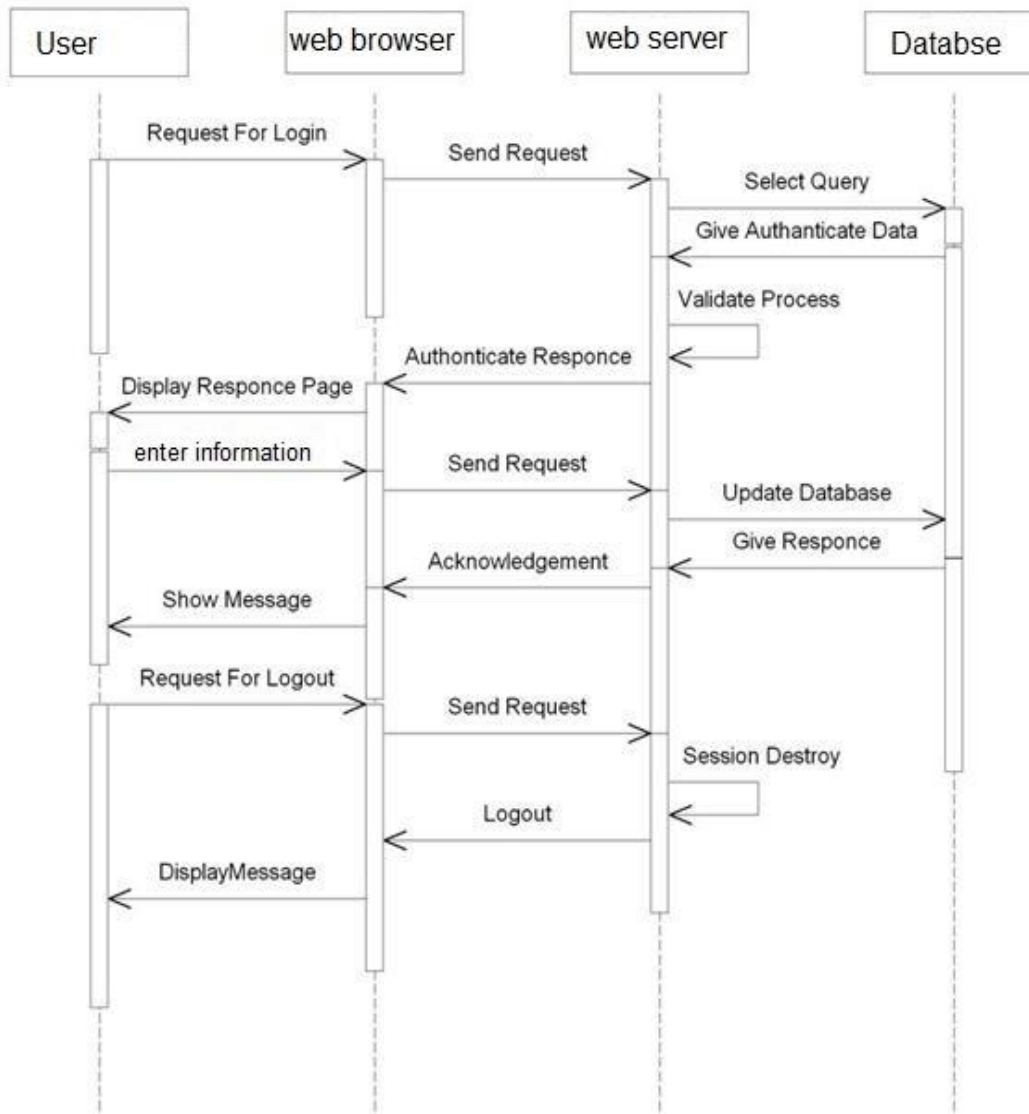 User
web browser
web server
Databse
Request For Login
Send Request
Select Query
Give Authanticate Data
Validate Process
Authonticate Responce
Display Responce Page
enter information
Send Request
Update Database
Give Responce
Acknowledgement
Show Message
Request For Logout
Send Request
Session Destroy
Logout
DisplayMessage